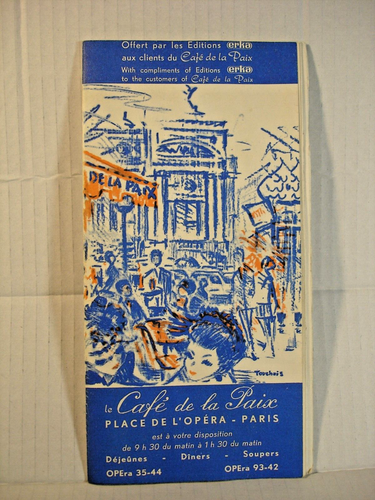 Offert par les Editions erka
aux clients du Café de la Paix
With compliments of Editions erka
to the customers of Café de la Paix
DE LA PAIX
Touchais
le Café de la Paix
PLACE DE L'OPÉRA - PARIS
est à votre disposition
de 9 h 30 du matin à 1 h 30 du matin
Déjeûnes - Dîners - Soupers
OPEra 35-44 OPEra 93-42